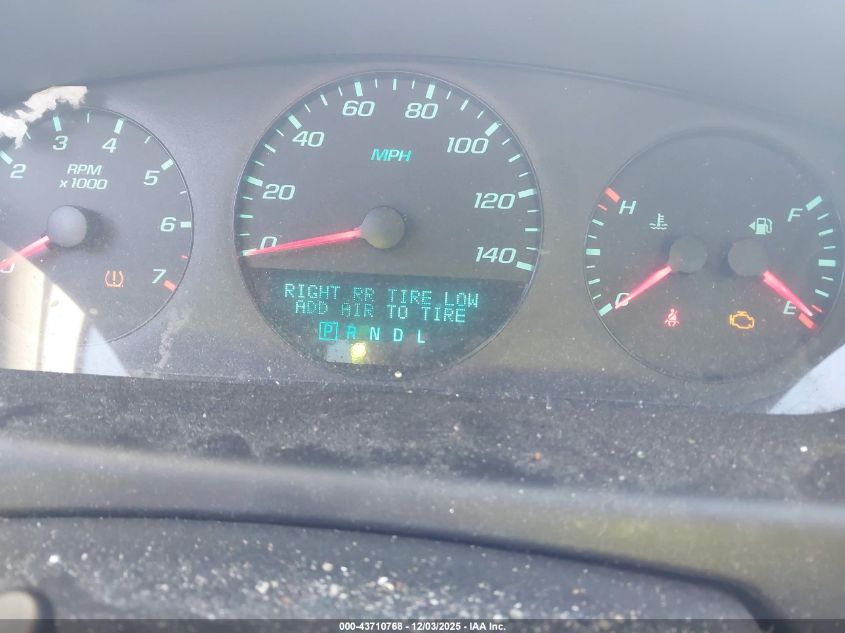 2 3 4 5 6 7
RPM
x1000
0 20 40 60 80 100 120 140
MPH
RIGHT RR TIRE LOW
ADD AIR TO TIRE
P R N D L
H
C
F
E
000-43710768 - 12/03/2025 - IAA Inc.